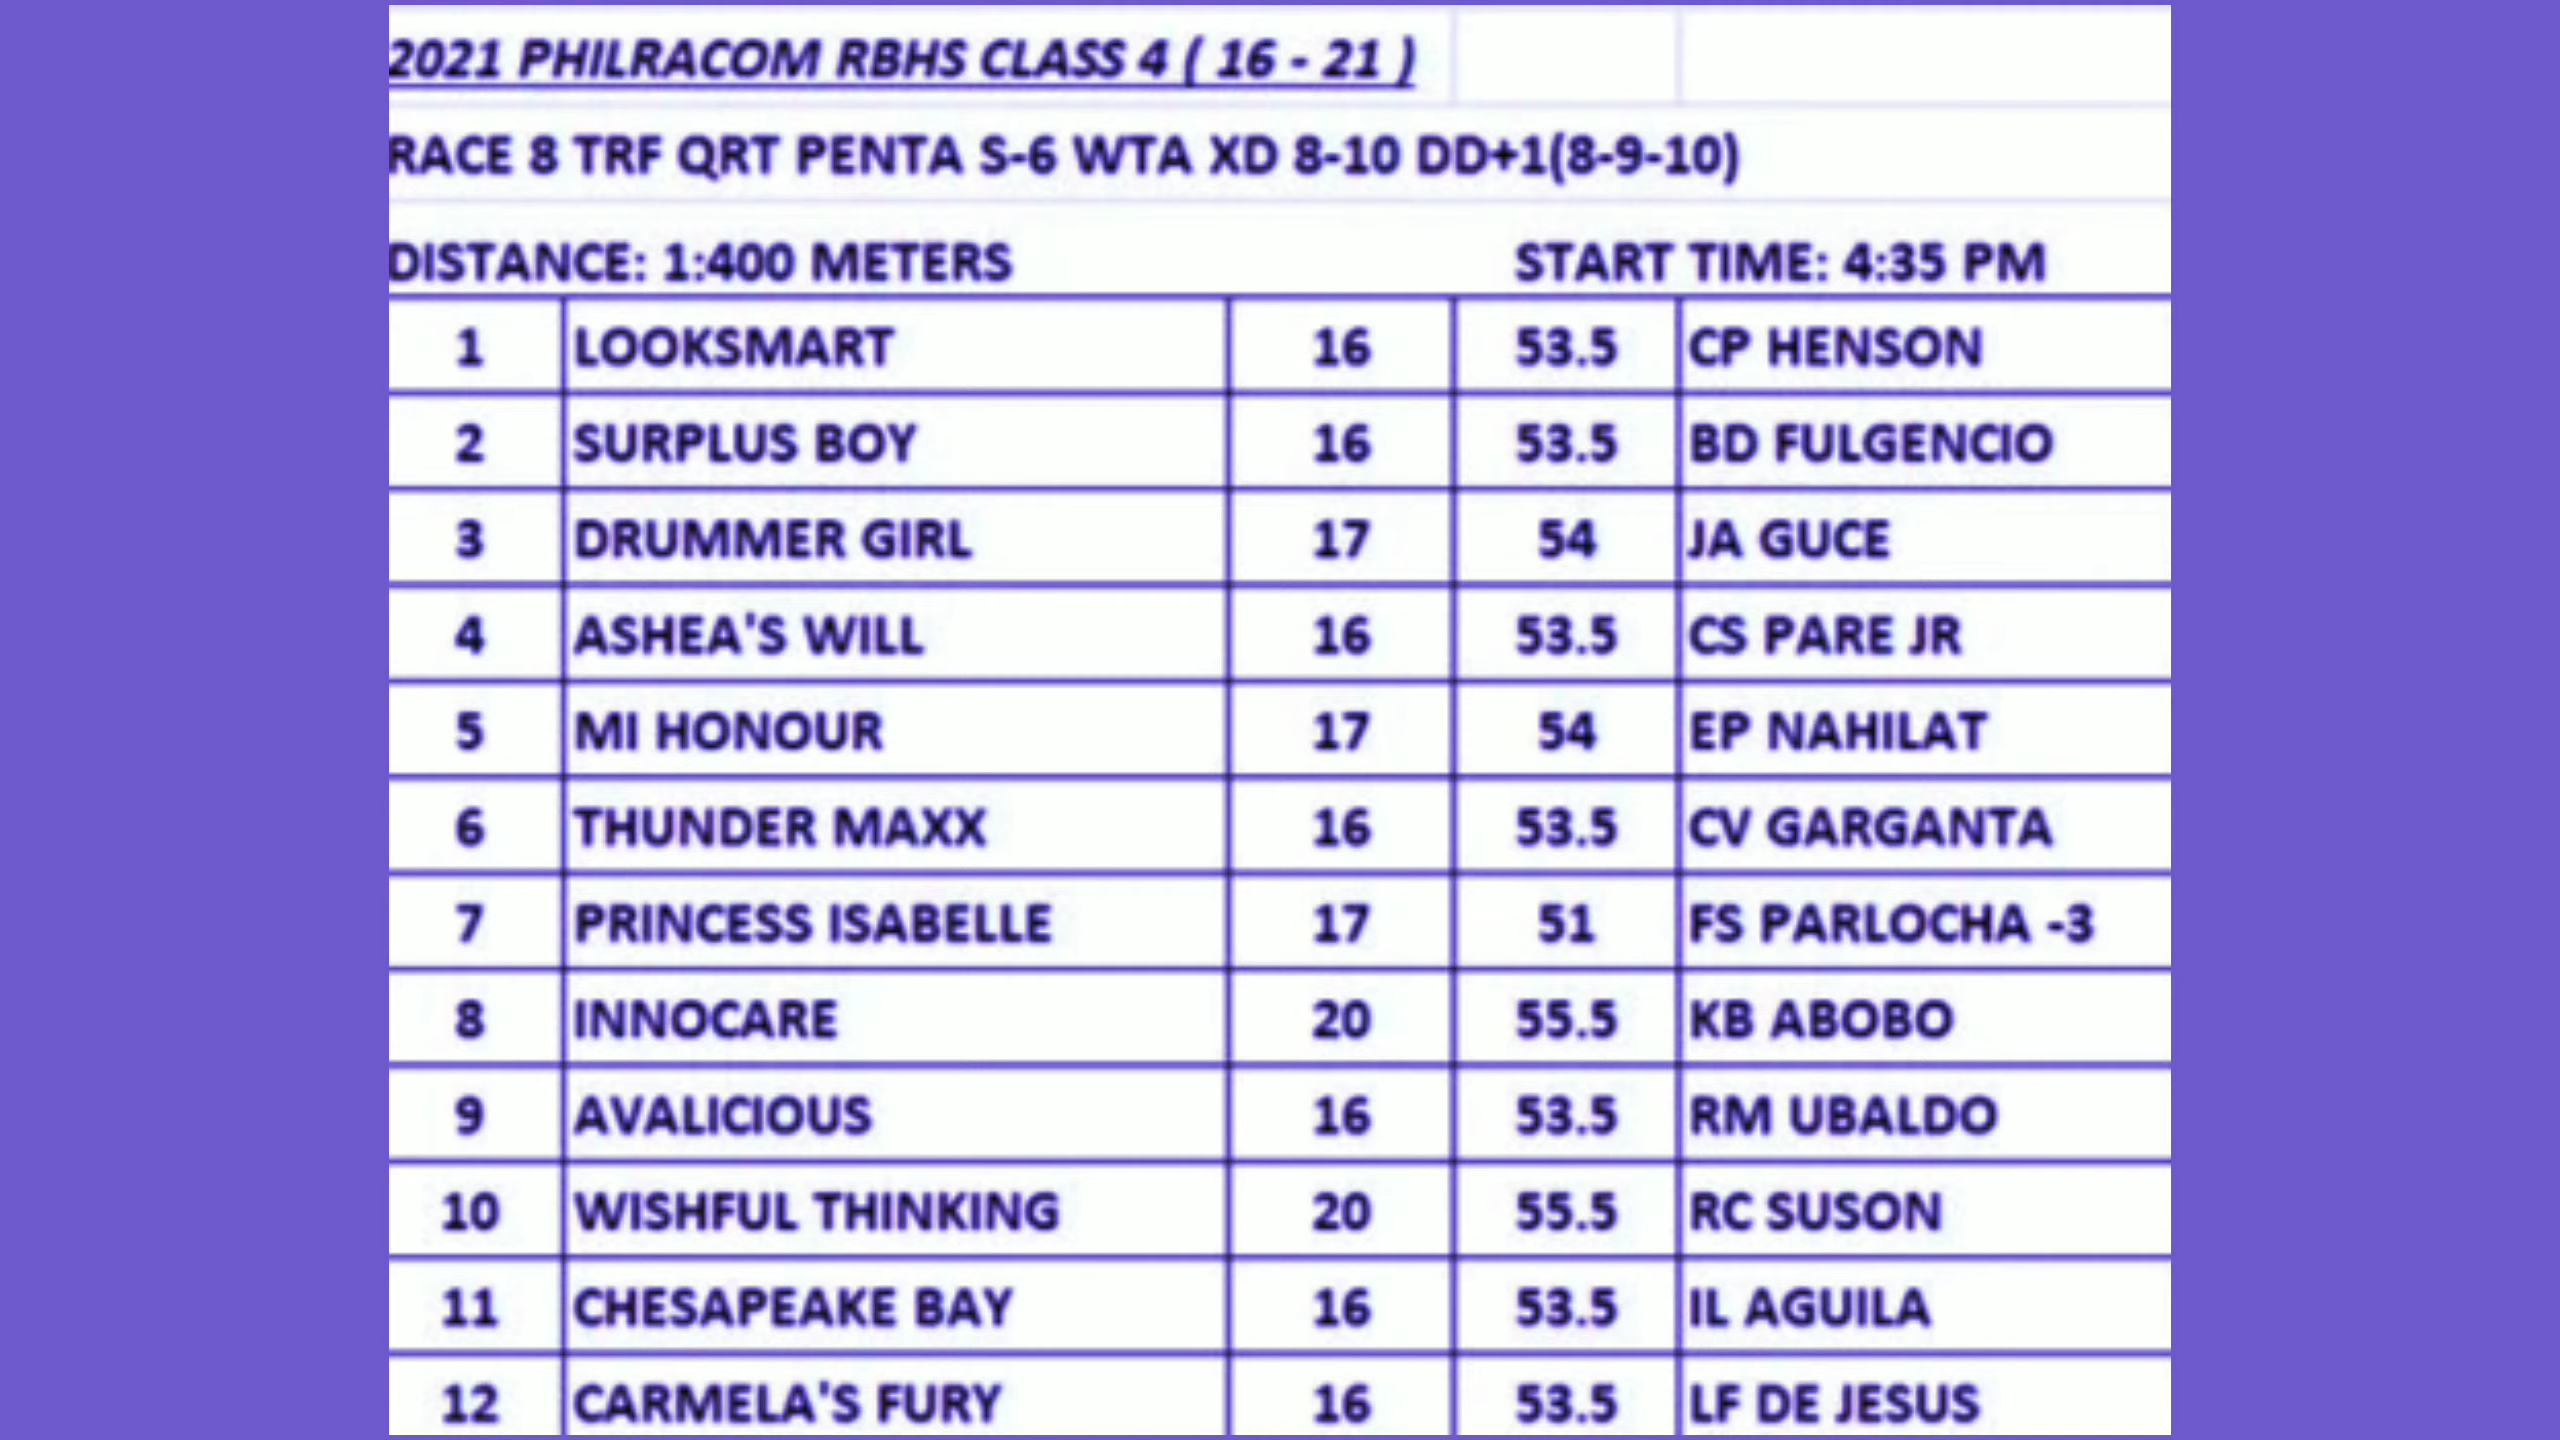 2021 PHILRACOM RBHS CLASS 4 ( 16 - 21 )
RACE 8 TRF QRT PENTA S-6 WTA XD 8-10 DD+1(8-9-10)
DISTANCE: 1:400 METERS START TIME: 4:35 PM
1 LOOKSMART 16 53.5 CP HENSON
2 SURPLUS BOY 16 53.5 BD FULGENCIO
3 DRUMMER GIRL 17 54 JA GUCE
4 ASHEA'S WILL 16 53.5 CS PARE JR
5 MI HONOUR 17 54 EP NAHILAT
6 THUNDER MAXX 16 53.5 CV GARGANTA
7 PRINCESS ISABELLE 17 51 FS PARLOCHA -3
8 INNOCARE 20 55.5 KB ABOBO
9 AVALICIOUS 16 53.5 RM UBALDO
10 WISHFUL THINKING 20 55.5 RC SUSON
11 CHESAPEAKE BAY 16 53.5 IL AGUILA
12 CARMELA'S FURY 16 53.5 LF DE JESUS